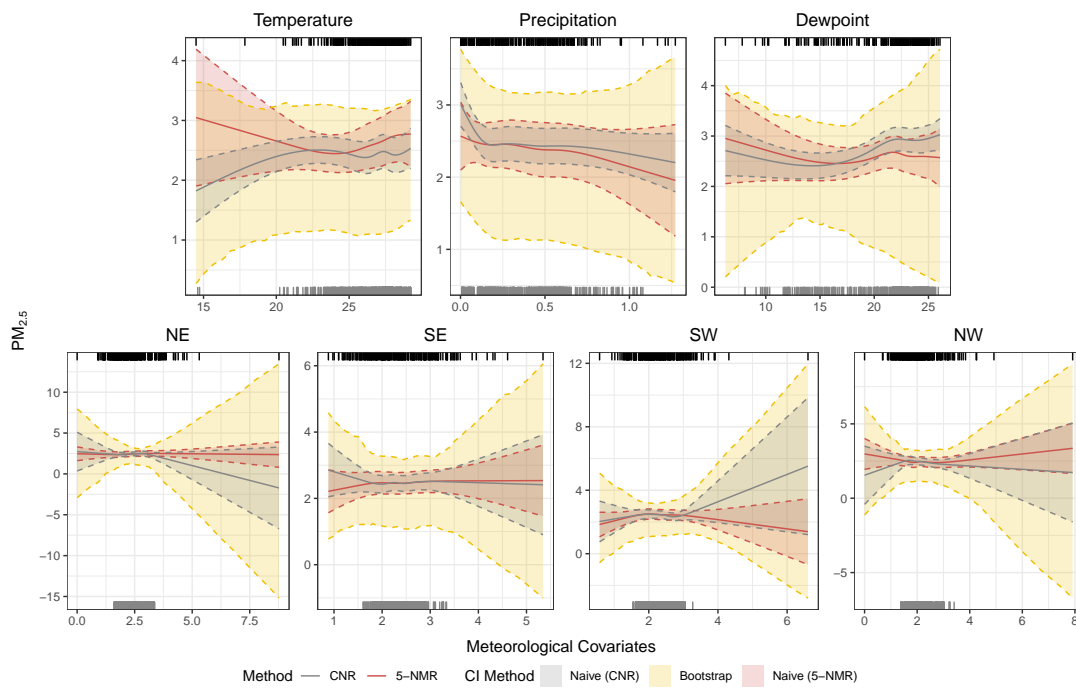 Temperature Precipitation Dewpoint
4
3
2
1
15 20 25
3
2
1
0.0 0.5 1.0
4
3
2
1
0
10 15 20 25
PM2.5
NE SE SW NW
10
5
0
−5
−10
−15
0.0 2.5 5.0 7.5
6
4
2
0
1 2 3 4 5
12
8
4
0
2 4 6
5
0
−5
0 2 4 6 8
Meteorological Covariates
Method CNR 5−NMR CI Method Naive (CNR) Bootstrap Naive (5−NMR)